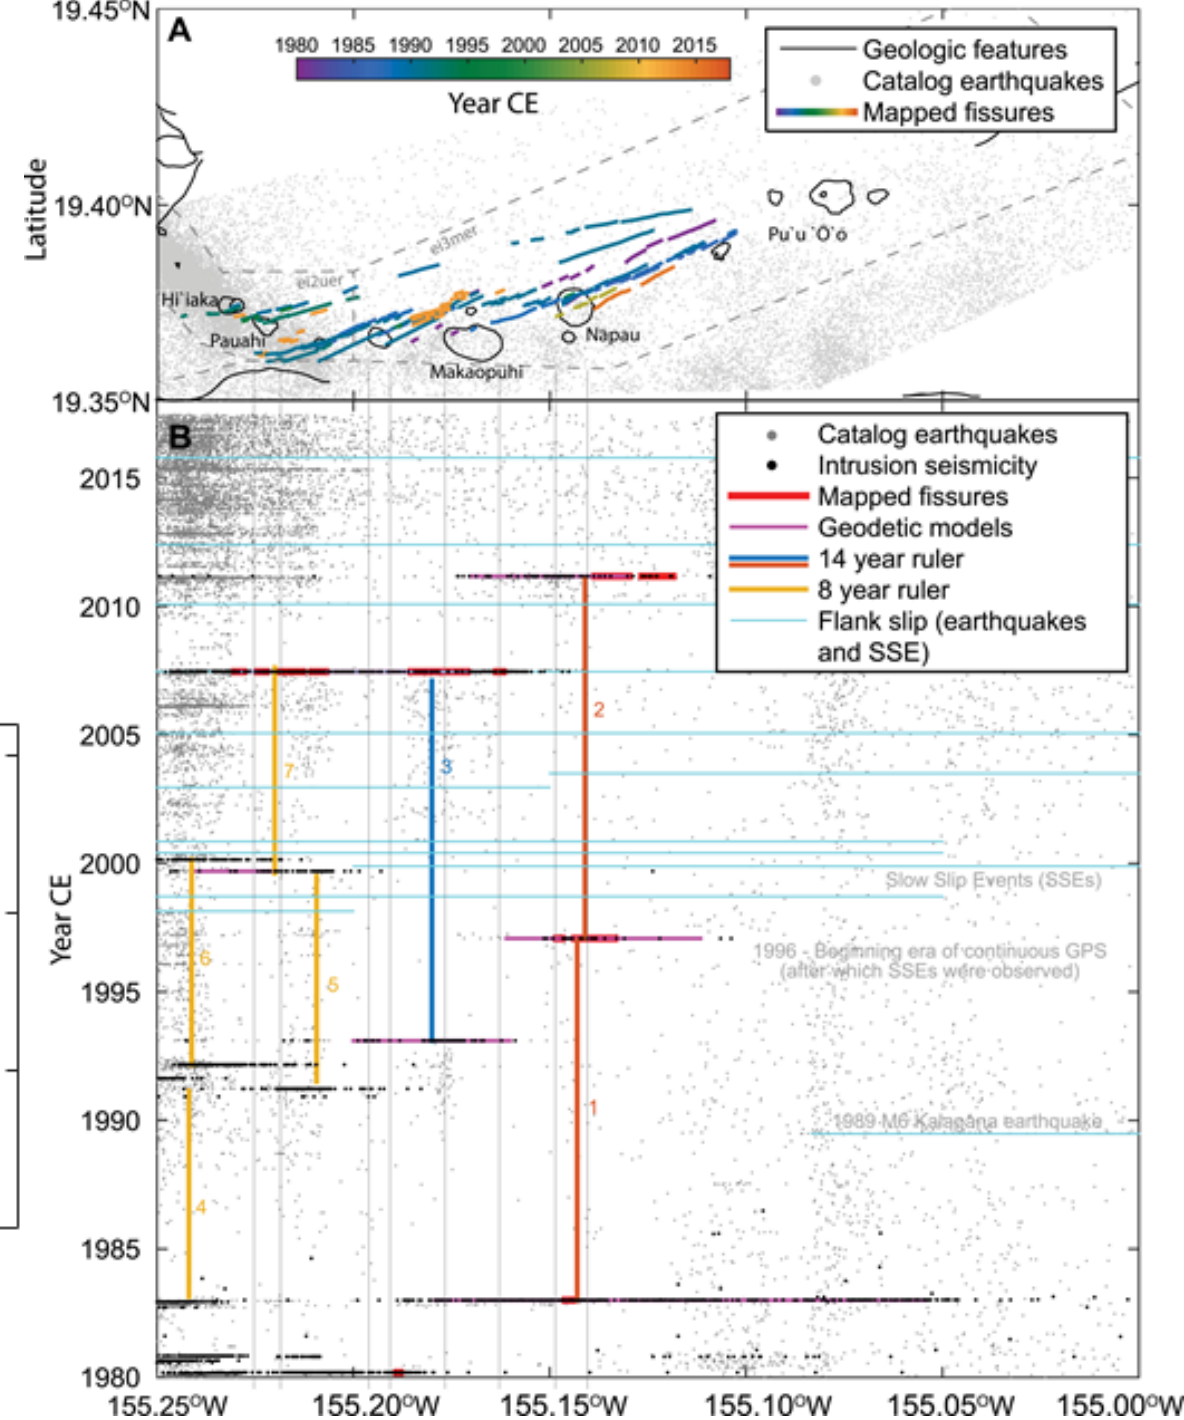 19.45°N
A
1980 1985 1990 1995 2000 2005 2010 2015
Year CE
Geologic features
Catalog earthquakes
Mapped fissures
Latitude
19.40°N
ei3mer
ei2uer
Pu`u `Ō`ō
Hi`iaka
Pauahi
Nāpau
Makaopuhi
19.35°N
B
Catalog earthquakes
Intrusion seismicity
Mapped fissures
Geodetic models
14 year ruler
8 year ruler
Flank slip (earthquakes
and SSE)
2015
2010
2005
2000
1995
1990
1985
1980
Year CE
2
3
7
Slow Slip Events (SSEs)
1996 - Beginning era of continuous GPS
(after which SSEs were observed)
6
5
1
1989 M6 Kalapana earthquake
4
155.25°W
155.20°W
155.15°W
155.10°W
155.05°W
155.00°W